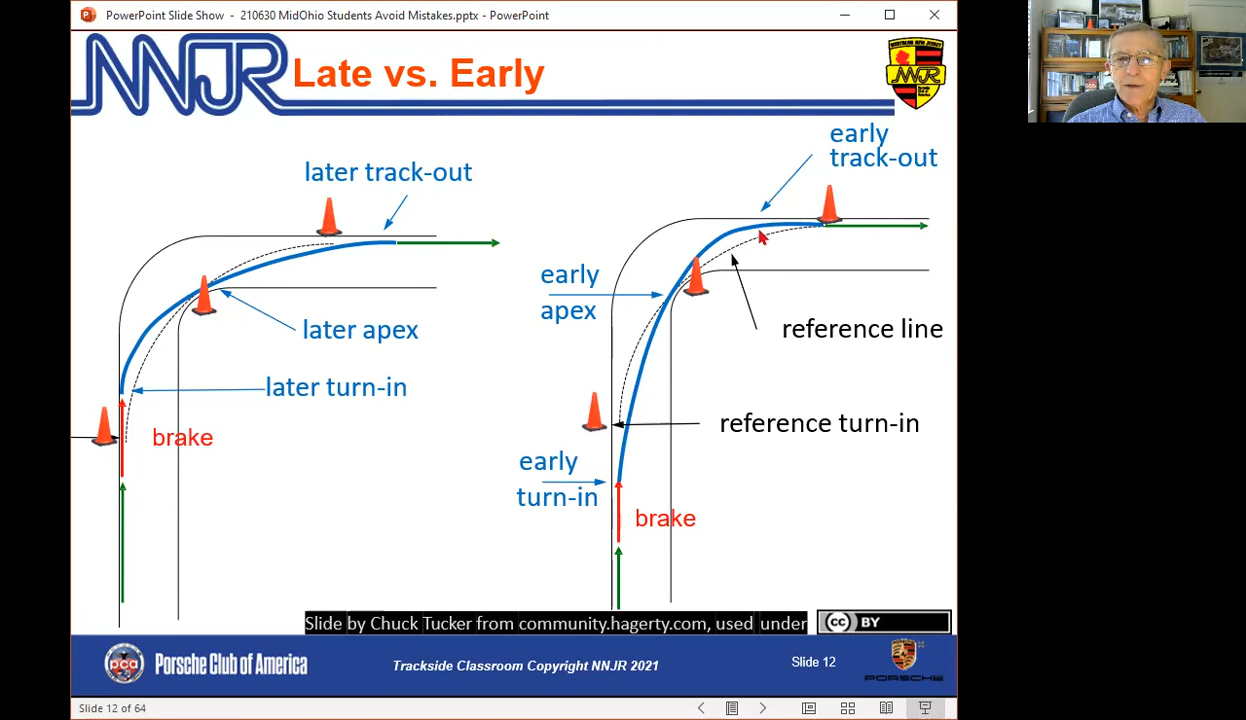 PowerPoint Slide Show - 210630 MidOhio Students Avoid Mistakes.pptx - PowerPoint
NNJR
Late vs. Early
NNJR
early
track-out
later track-out
early
apex
later apex
reference line
later turn-in
brake
reference turn-in
early
turn-in
brake
Slide by Chuck Tucker from community.hagerty.com, used under
cc BY
pca
Porsche Club of America
Trackside Classroom Copyright NNJR 2021
Slide 12
PORSCHE
Slide 12 of 64